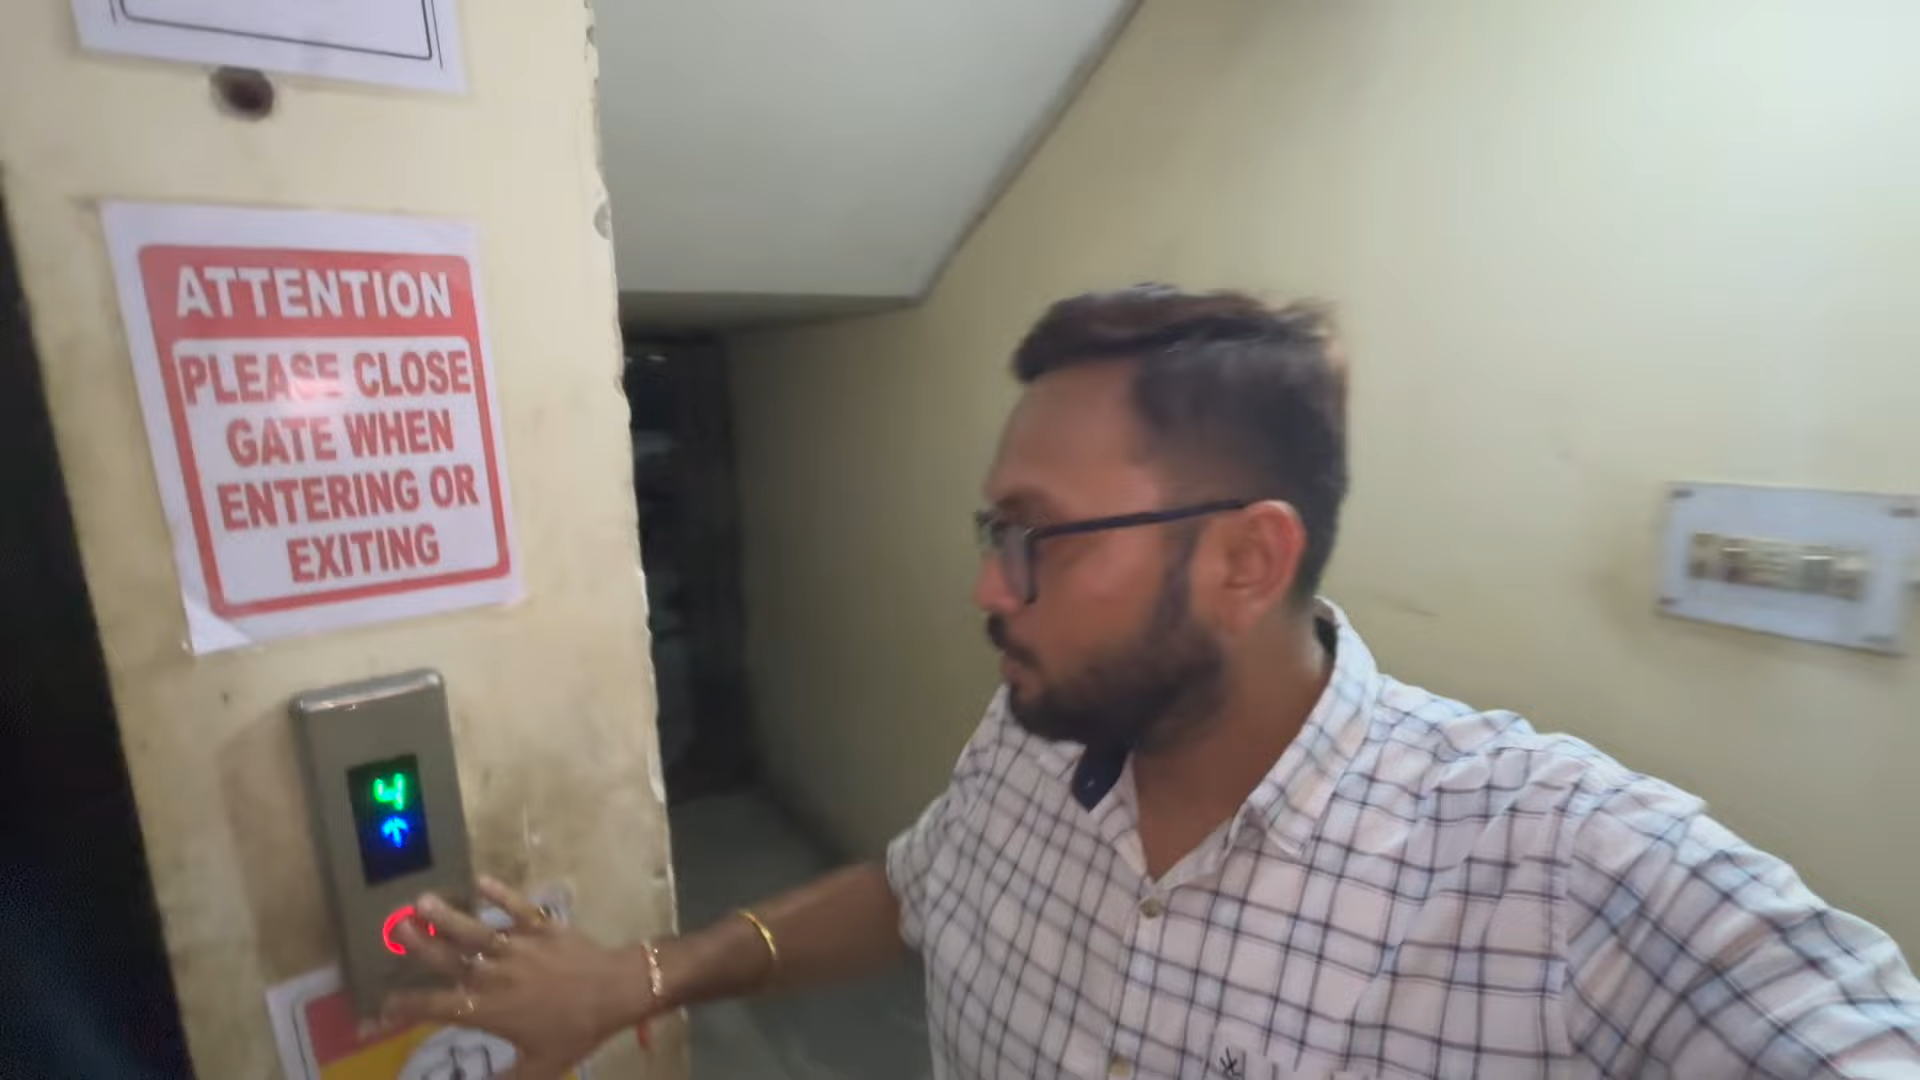 ATTENTION
PLEASE CLOSE
GATE WHEN
ENTERING OR
EXITING
4